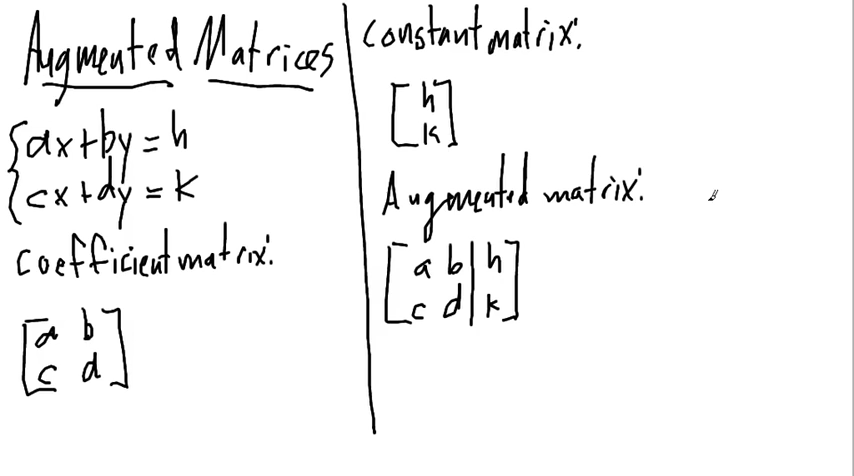 Augmented Matrices
ax+by=h
cx+dy=k
coefficient matrix:
a b
c d
constant matrix:
h
k
Augmented matrix:
a b | h
c d | k